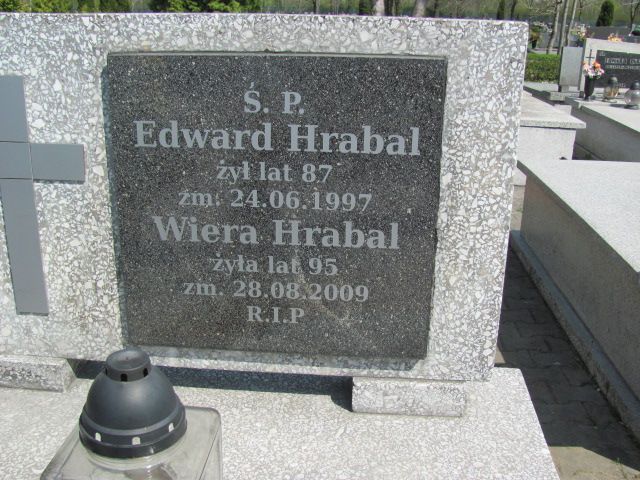 Ś. P.
Edward Hrabal
żył lat 87
zm. 24.06.1997
Wiera Hrabal
żyła lat 95
zm. 28.08.2009
R.I.P